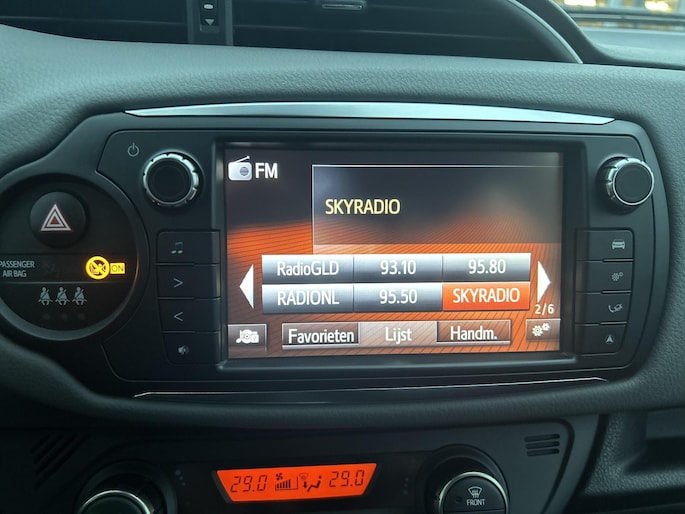 FM
SKYRADIO
RadioGLD 93.10 95.80
RADIONL 95.50 SKYRADIO
2/6
Favorieten Lijst Handm.
PASSENGER
AIR BAG
ON
29.0 29.0
FRONT